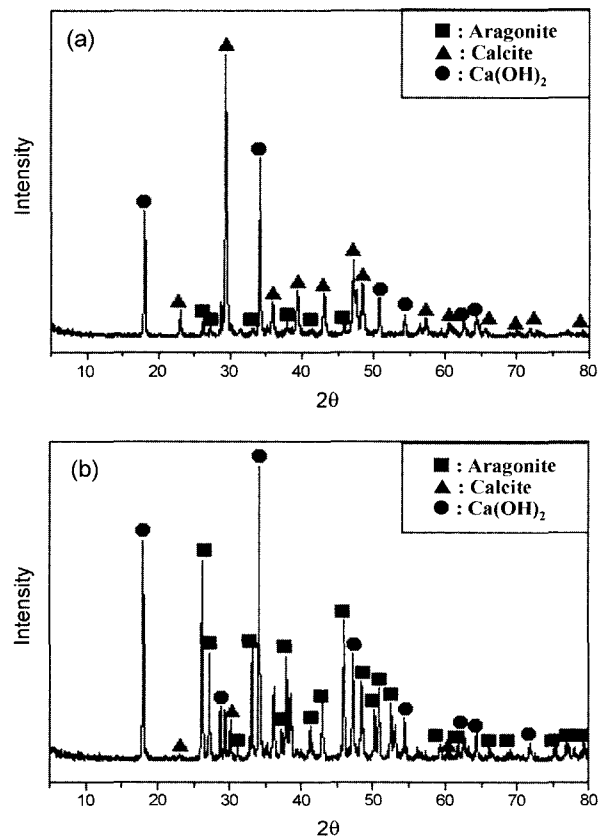 (a)
■ : Aragonite
▲ : Calcite
● : Ca(OH)₂
Intensity
10 20 30 40 50 60 70 80
2θ
(b)
■ : Aragonite
▲ : Calcite
● : Ca(OH)₂
Intensity
10 20 30 40 50 60 70 80
2θ